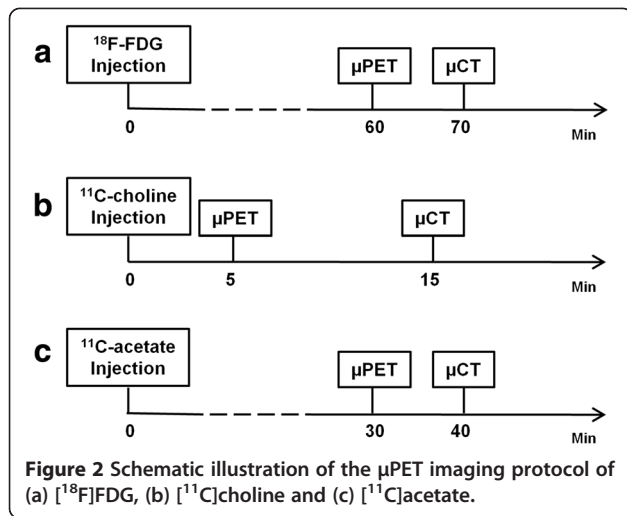 a
¹⁸F-FDG
Injection
µPET
µCT
0
60
70
Min
b
¹¹C-choline
Injection
µPET
µCT
0
5
15
Min
c
¹¹C-acetate
Injection
µPET
µCT
0
30
40
Min
Figure 2 Schematic illustration of the µPET imaging protocol of
(a) [¹⁸F]FDG, (b) [¹¹C]choline and (c) [¹¹C]acetate.